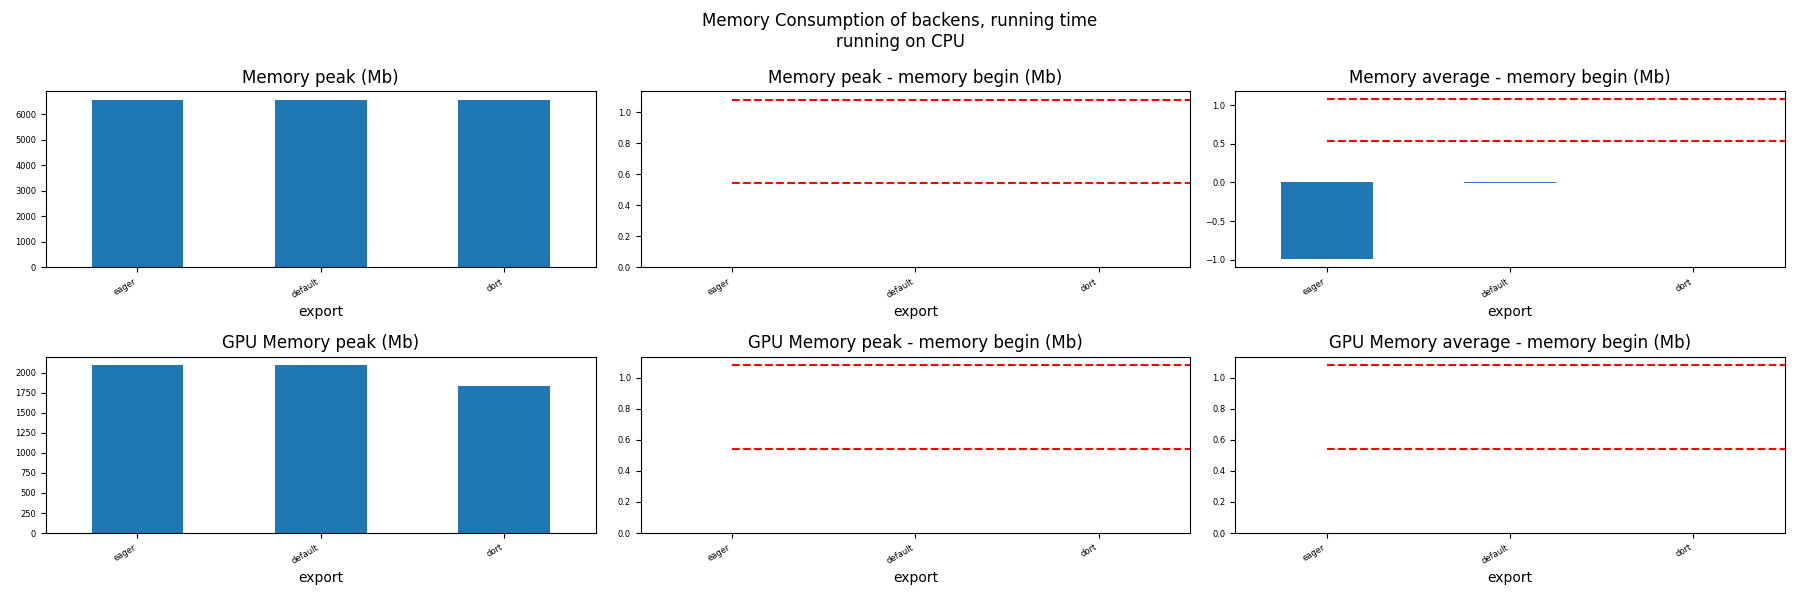 Memory Consumption of backens, running time
running on CPU
Memory peak (Mb)
6000
5000
4000
3000
2000
1000
0
eager
default
dort
export
Memory peak - memory begin (Mb)
1.0
0.8
0.6
0.4
0.2
0.0
eager
default
dort
export
Memory average - memory begin (Mb)
1.0
0.5
0.0
−0.5
−1.0
eager
default
dort
export
GPU Memory peak (Mb)
2000
1750
1500
1250
1000
750
500
250
0
eager
default
dort
export
GPU Memory peak - memory begin (Mb)
1.0
0.8
0.6
0.4
0.2
0.0
eager
default
dort
export
GPU Memory average - memory begin (Mb)
1.0
0.8
0.6
0.4
0.2
0.0
eager
default
dort
export